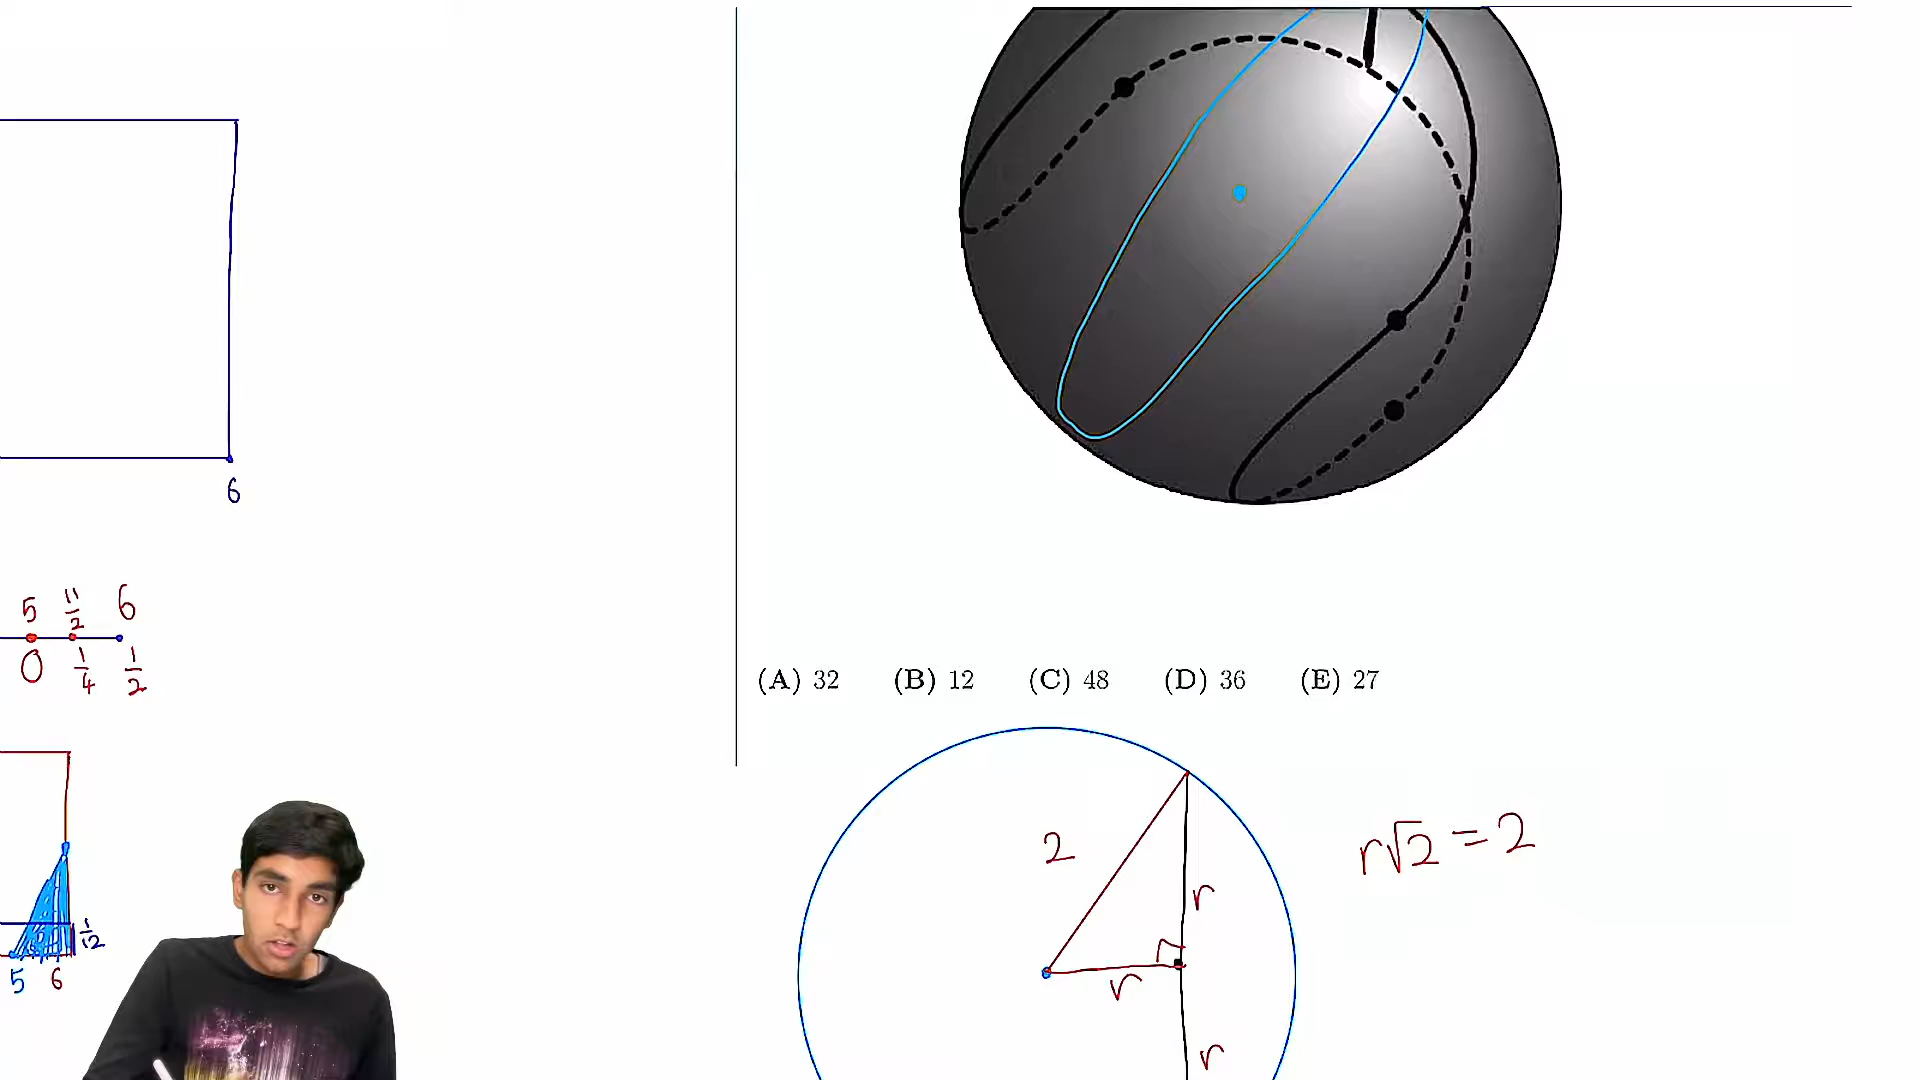 6
5 11/2 6
0 1/4 1/2
1/12
5 6
(A) 32 (B) 12 (C) 48 (D) 36 (E) 27
2
r
r
r
r√2 = 2